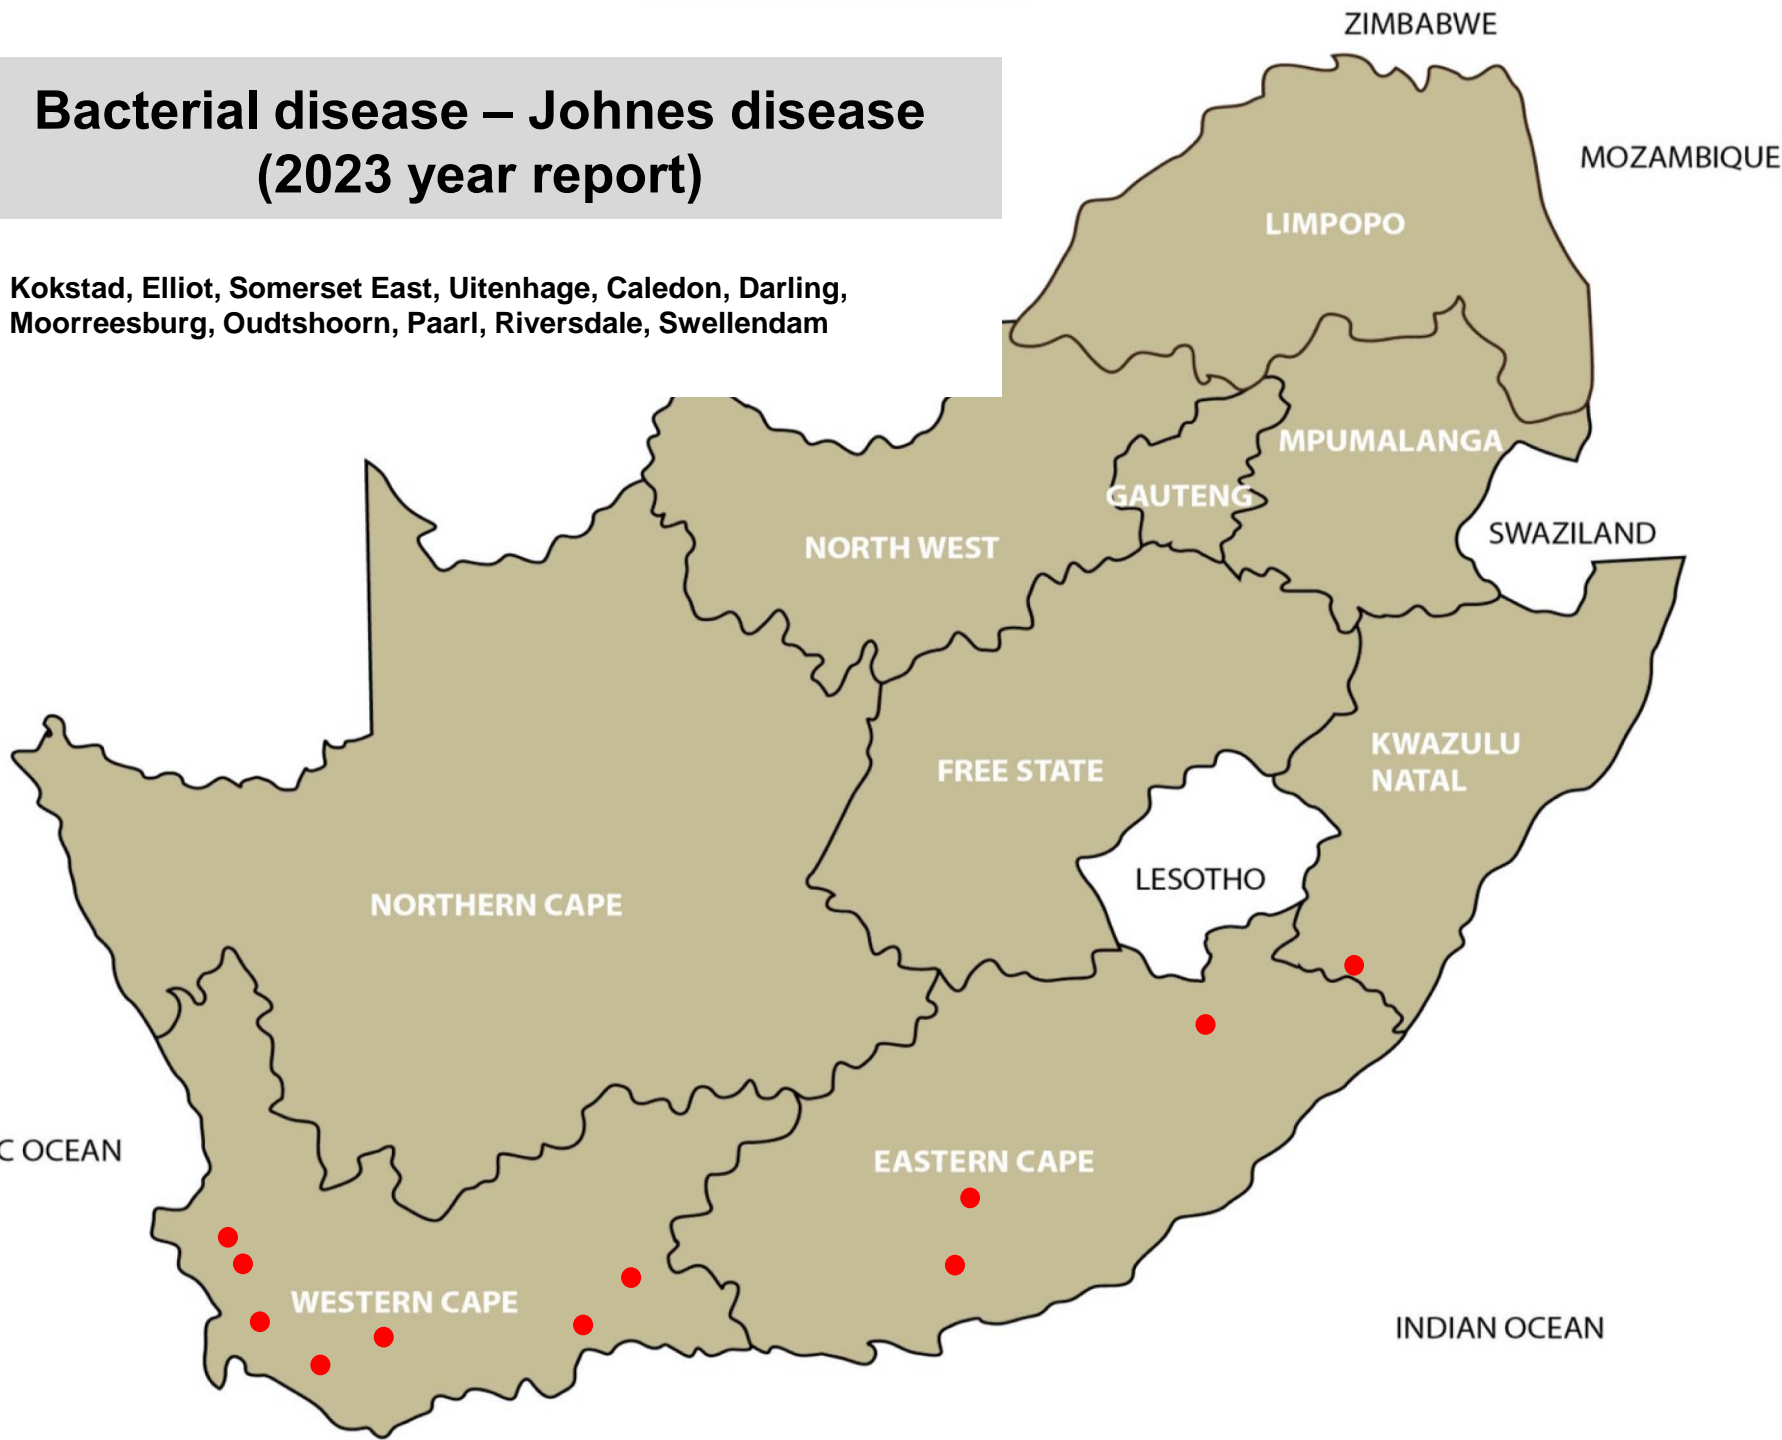 ZIMBABWE
Bacterial disease – Johnes disease
(2023 year report)
MOZAMBIQUE
LIMPOPO
Kokstad, Elliot, Somerset East, Uitenhage, Caledon, Darling,
Moorreesburg, Oudtshoorn, Paarl, Riversdale, Swellendam
MPUMALANGA
GAUTENG
NORTH WEST
SWAZILAND
KWAZULU
NATAL
FREE STATE
LESOTHO
NORTHERN CAPE
C OCEAN
EASTERN CAPE
WESTERN CAPE
INDIAN OCEAN